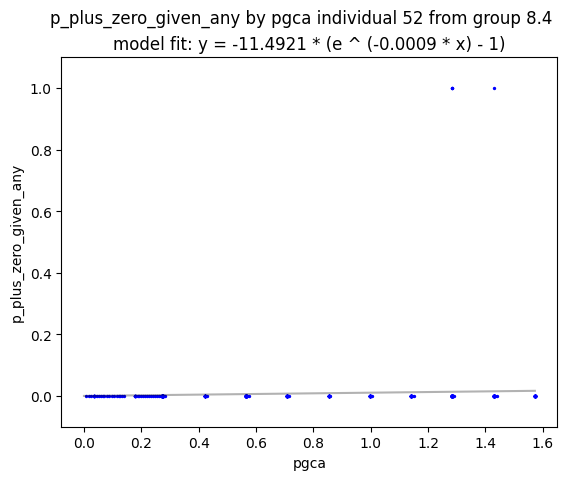 p_plus_zero_given_any by pgca individual 52 from group 8.4
model fit: y = -11.4921 * (e ^ (-0.0009 * x) - 1)
p_plus_zero_given_any
1.0
0.8
0.6
0.4
0.2
0.0
0.0 0.2 0.4 0.6 0.8 1.0 1.2 1.4 1.6
pgca